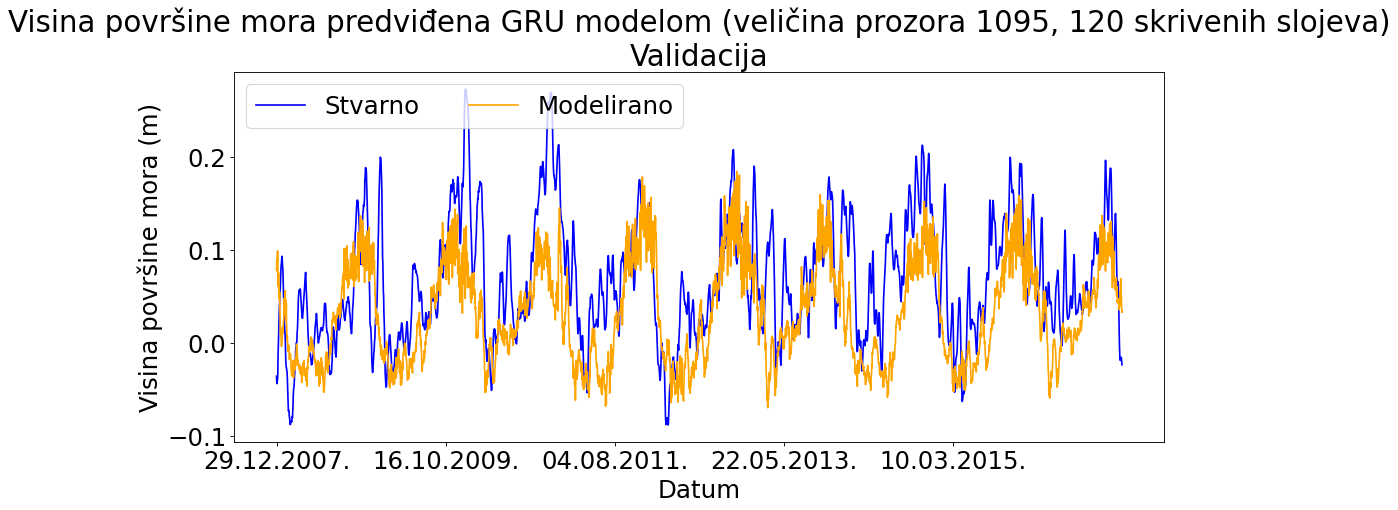 Visina površine mora predviđena GRU modelom (veličina prozora 1095, 120 skrivenih slojeva)
Validacija
Stvarno
Modelirano
Visina površine mora (m)
0.2
0.1
0.0
−0.1
29.12.2007.
16.10.2009.
04.08.2011.
22.05.2013.
10.03.2015.
Datum